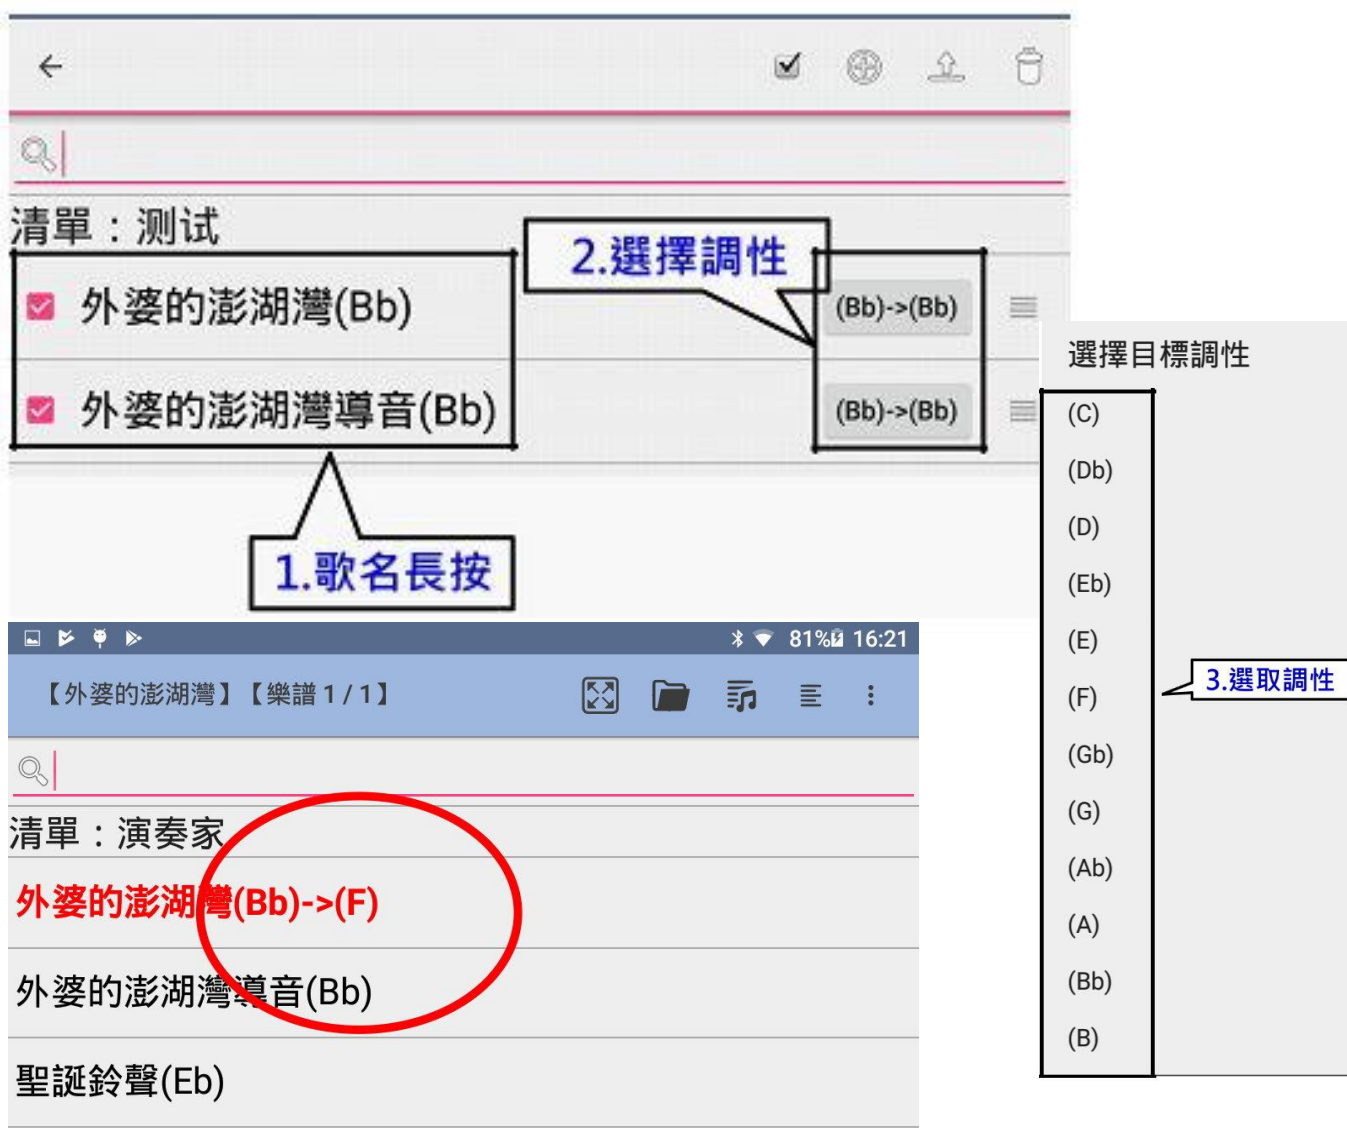 清單：测试
2.選擇調性
外婆的澎湖灣(Bb)
(Bb)->(Bb)
外婆的澎湖灣導音(Bb)
(Bb)->(Bb)
1.歌名長按
選擇目標調性
(C)
(Db)
(D)
(Eb)
(E)
(F)
3.選取調性
(Gb)
(G)
(Ab)
(A)
(Bb)
(B)
81% 16:21
【外婆的澎湖灣】【樂譜 1 / 1】
清單：演奏家
外婆的澎湖灣(Bb)->(F)
外婆的澎湖灣導音(Bb)
聖誕鈴聲(Eb)